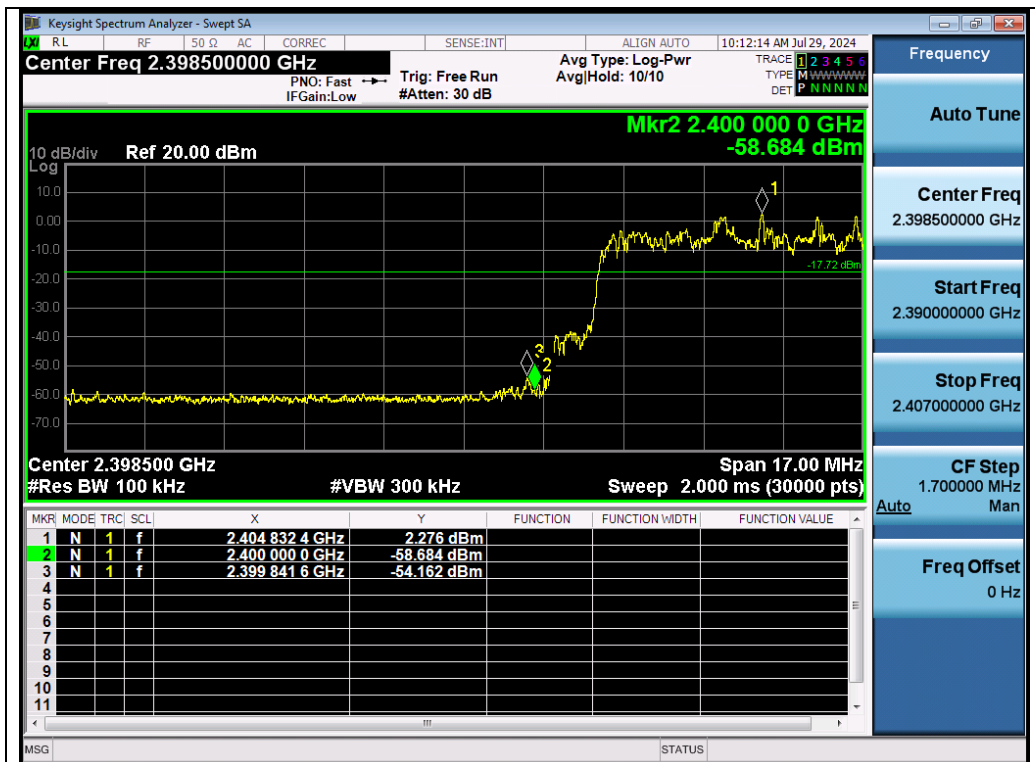 Keysight Spectrum Analyzer - Swept SA
LXI RL RF 50 Ω AC CORREC SENSE:INT ALIGN AUTO 10:12:14 AM Jul 29, 2024
Center Freq 2.398500000 GHz
PNO: Fast
IFGain:Low
Trig: Free Run
#Atten: 30 dB
Avg Type: Log-Pwr
Avg|Hold: 10/10
TRACE 1 2 3 4 5 6
TYPE M WWWWW
DET P N N N N N
Mkr2 2.400 000 0 GHz
-58.684 dBm
10 dB/div Ref 20.00 dBm
Log
10.0
0.00
-10.0
-20.0
-30.0
-40.0
-50.0
-60.0
-70.0
1
-17.72 dBm
3
2
Center 2.398500 GHz Span 17.00 MHz
#Res BW 100 kHz #VBW 300 kHz Sweep 2.000 ms (30000 pts)
MKR MODE TRC SCL X Y FUNCTION FUNCTION WIDTH FUNCTION VALUE
1 N 1 f 2.404 832 4 GHz 2.276 dBm
2 N 1 f 2.400 000 0 GHz -58.684 dBm
3 N 1 f 2.399 841 6 GHz -54.162 dBm
4
5
6
7
8
9
10
11
MSG STATUS
Frequency
Auto Tune
Center Freq
2.398500000 GHz
Start Freq
2.390000000 GHz
Stop Freq
2.407000000 GHz
CF Step
1.700000 MHz
Auto Man
Freq Offset
0 Hz